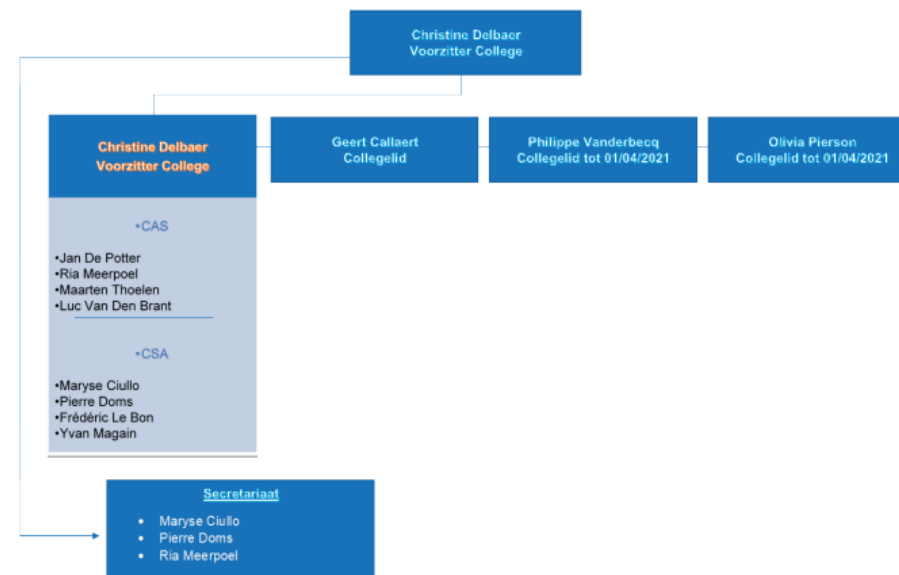 Christine Delbaer
Voorzitter College
Christine Delbaer
Voorzitter College
Geert Callaert
Collegelid
Philippe Vanderbecq
Collegelid tot 01/04/2021
Olivia Pierson
Collegelid tot 01/04/2021
•CAS
•Jan De Potter
•Ria Meerpoel
•Maarten Thoelen
•Luc Van Den Brant
•CSA
•Maryse Ciullo
•Pierre Doms
•Frédéric Le Bon
•Yvan Magain
Secretariaat
• Maryse Ciullo
• Pierre Doms
• Ria Meerpoel